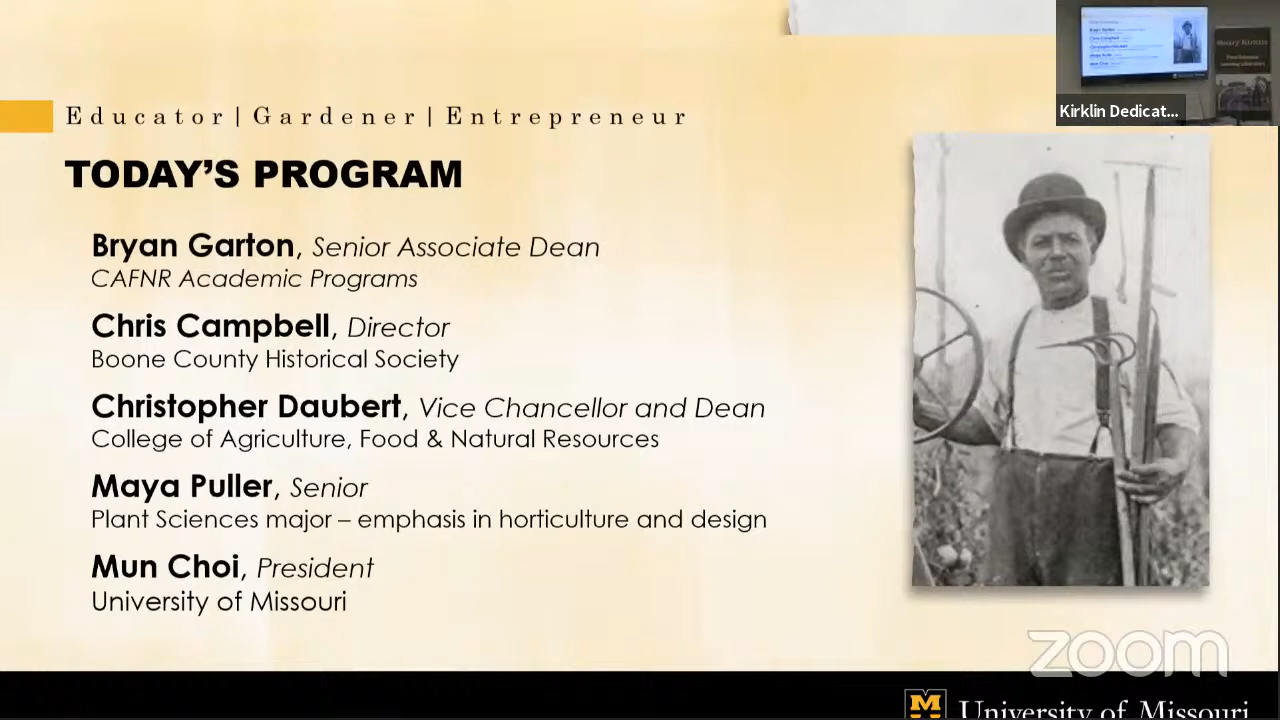 Educator|Gardener|Entrepreneur
TODAY'S PROGRAM
Bryan Garton, Senior Associate Dean
CAFNR Academic Programs
Chris Campbell, Director
Boone County Historical Society
Christopher Daubert, Vice Chancellor and Dean
College of Agriculture, Food & Natural Resources
Maya Puller, Senior
Plant Sciences major – emphasis in horticulture and design
Mun Choi, President
University of Missouri
Kirklin Dedicat...
Henry Kirklin
zoom
University of Missouri